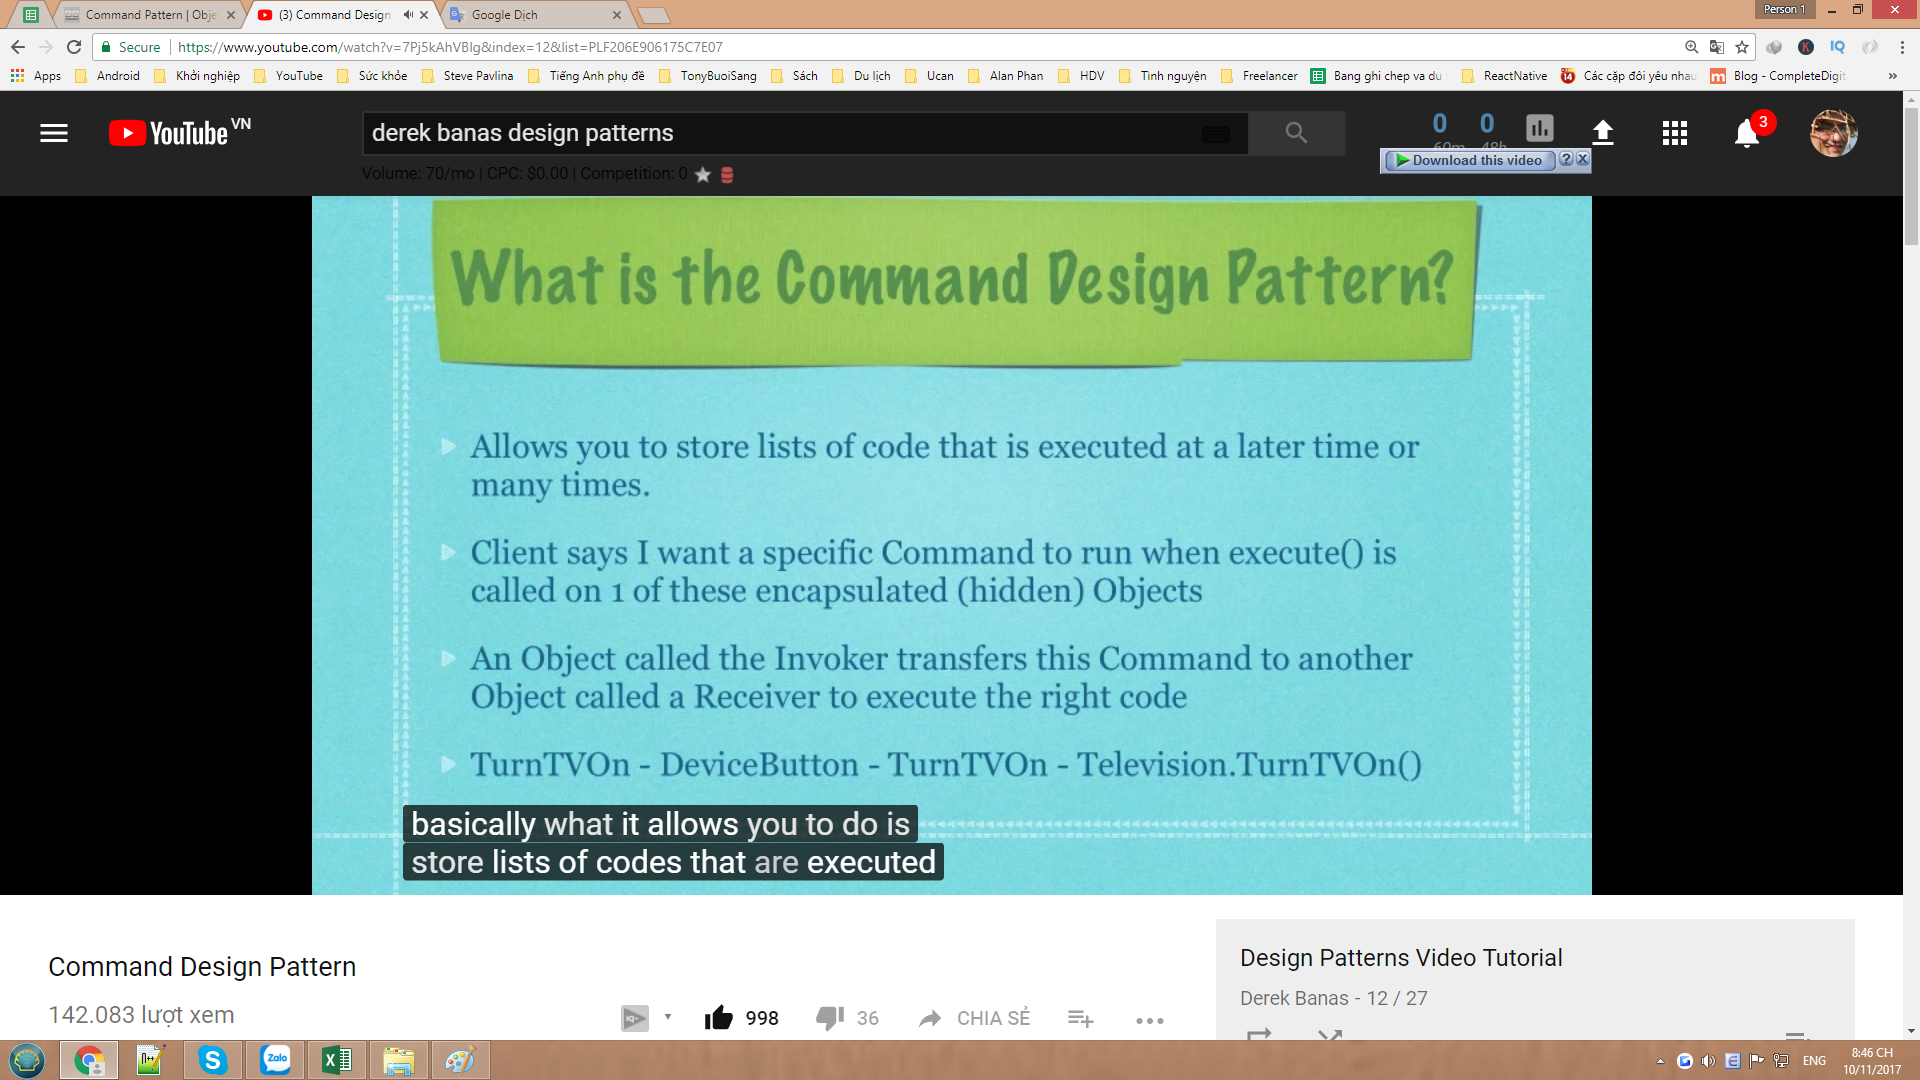 Command Pattern | Obje
(3) Command Design
Google Dịch
Person 1
Secure
https://www.youtube.com/watch?v=7Pj5kAhVBlg&index=12&list=PLF206E906175C7E07
Apps
Android
Khởi nghiệp
YouTube
Sức khỏe
Steve Pavlina
Tiếng Anh phụ đề
TonyBuoiSang
Sách
Du lịch
Ucan
Alan Phan
HDV
Tình nguyện
Freelancer
Bang ghi chep va du
ReactNative
Các cặp đôi yêu nhau
Blog - CompleteDigit
YouTube VN
derek banas design patterns
0 0
60m 48h
3
Download this video
Volume: 70/mo | CPC: $0.00 | Competition: 0
What is the Command Design Pattern?
Allows you to store lists of code that is executed at a later time or
many times.
Client says I want a specific Command to run when execute() is
called on 1 of these encapsulated (hidden) Objects
An Object called the Invoker transfers this Command to another
Object called a Receiver to execute the right code
TurnTVOn - DeviceButton - TurnTVOn - Television.TurnTVOn()
basically what it allows you to do is
store lists of codes that are executed
Command Design Pattern
142.083 lượt xem
998
36
CHIA SẺ
Design Patterns Video Tutorial
Derek Banas - 12 / 27
Zalo
ENG
8:46 CH
10/11/2017